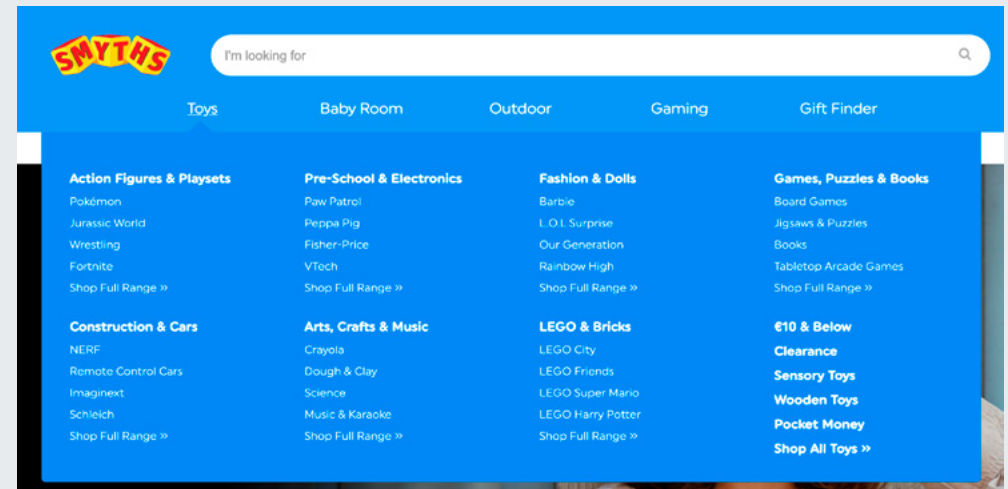 SMYTHS
I'm looking for
Toys
Baby Room
Outdoor
Gaming
Gift Finder
Action Figures & Playsets
Pokémon
Jurassic World
Wrestling
Fortnite
Shop Full Range »
Pre-School & Electronics
Paw Patrol
Peppa Pig
Fisher-Price
VTech
Shop Full Range »
Fashion & Dolls
Barbie
L.O.L Surprise
Our Generation
Rainbow High
Shop Full Range »
Games, Puzzles & Books
Board Games
Jigsaws & Puzzles
Books
Tabletop Arcade Games
Shop Full Range »
Construction & Cars
NERF
Remote Control Cars
Imaginext
Schleich
Shop Full Range »
Arts, Crafts & Music
Crayola
Dough & Clay
Science
Music & Karaoke
Shop Full Range »
LEGO & Bricks
LEGO City
LEGO Friends
LEGO Super Mario
LEGO Harry Potter
Shop Full Range »
€10 & Below
Clearance
Sensory Toys
Wooden Toys
Pocket Money
Shop All Toys »